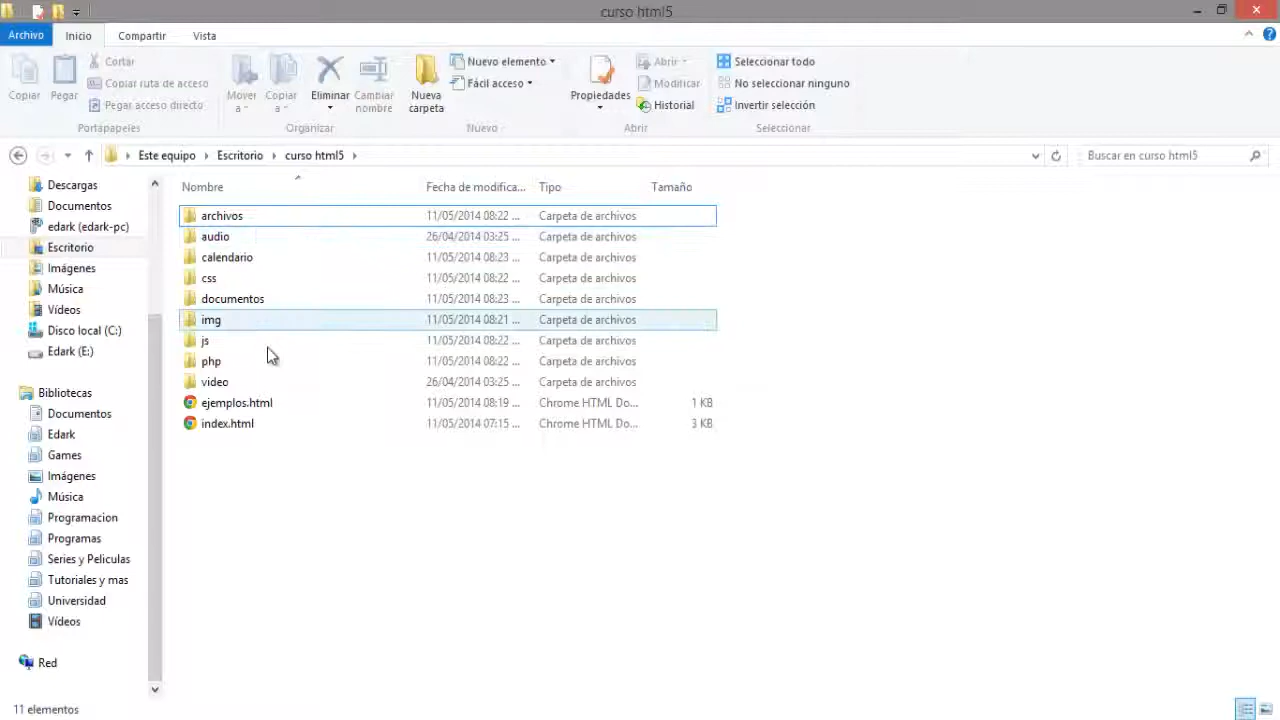 curso html5
Archivo Inicio Compartir Vista
Copiar
Pegar
Cortar
Copiar ruta de acceso
Pegar acceso directo
Portapapeles
Mover a
Copiar a
Eliminar
Cambiar nombre
Organizar
Nueva carpeta
Nuevo elemento
Fácil acceso
Nuevo
Propiedades
Abrir
Modificar
Historial
Abrir
Seleccionar todo
No seleccionar ninguno
Invertir selección
Seleccionar
Este equipo Escritorio curso html5
Buscar en curso html5
Descargas
Documentos
edark (edark-pc)
Escritorio
Imágenes
Música
Vídeos
Disco local (C:)
Edark (E:)
Bibliotecas
Documentos
Edark
Games
Imágenes
Música
Programacion
Programas
Series y Peliculas
Tutoriales y mas
Universidad
Vídeos
Red
Nombre Fecha de modifica... Tipo Tamaño
archivos 11/05/2014 08:22 ... Carpeta de archivos
audio 26/04/2014 03:25 ... Carpeta de archivos
calendario 11/05/2014 08:23 ... Carpeta de archivos
css 11/05/2014 08:22 ... Carpeta de archivos
documentos 11/05/2014 08:23 ... Carpeta de archivos
img 11/05/2014 08:21 ... Carpeta de archivos
js 11/05/2014 08:22 ... Carpeta de archivos
php 11/05/2014 08:22 ... Carpeta de archivos
video 26/04/2014 03:25 ... Carpeta de archivos
ejemplos.html 11/05/2014 08:19 ... Chrome HTML Do... 1 KB
index.html 11/05/2014 07:15 ... Chrome HTML Do... 3 KB
11 elementos